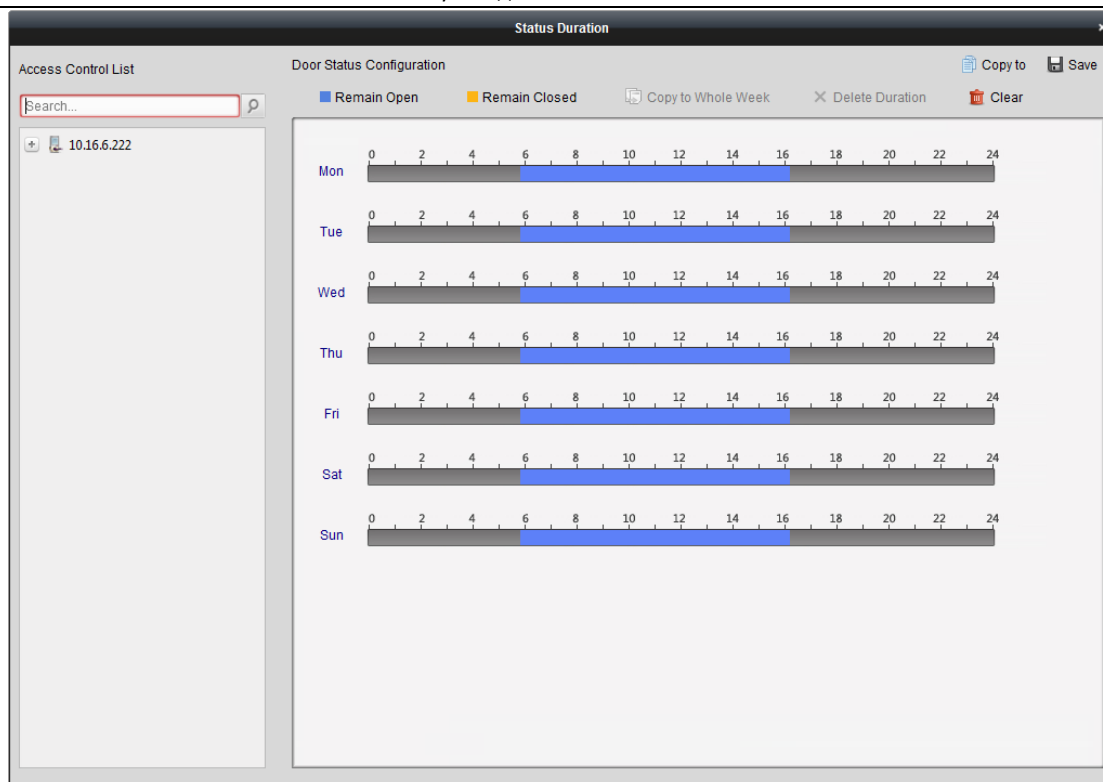 Status Duration
Access Control List
Door Status Configuration
Copy to
Save
Search...
Remain Open
Remain Closed
Copy to Whole Week
Delete Duration
Clear
10.16.6.222
0 2 4 6 8 10 12 14 16 18 20 22 24
Mon
0 2 4 6 8 10 12 14 16 18 20 22 24
Tue
0 2 4 6 8 10 12 14 16 18 20 22 24
Wed
0 2 4 6 8 10 12 14 16 18 20 22 24
Thu
0 2 4 6 8 10 12 14 16 18 20 22 24
Fri
0 2 4 6 8 10 12 14 16 18 20 22 24
Sat
0 2 4 6 8 10 12 14 16 18 20 22 24
Sun